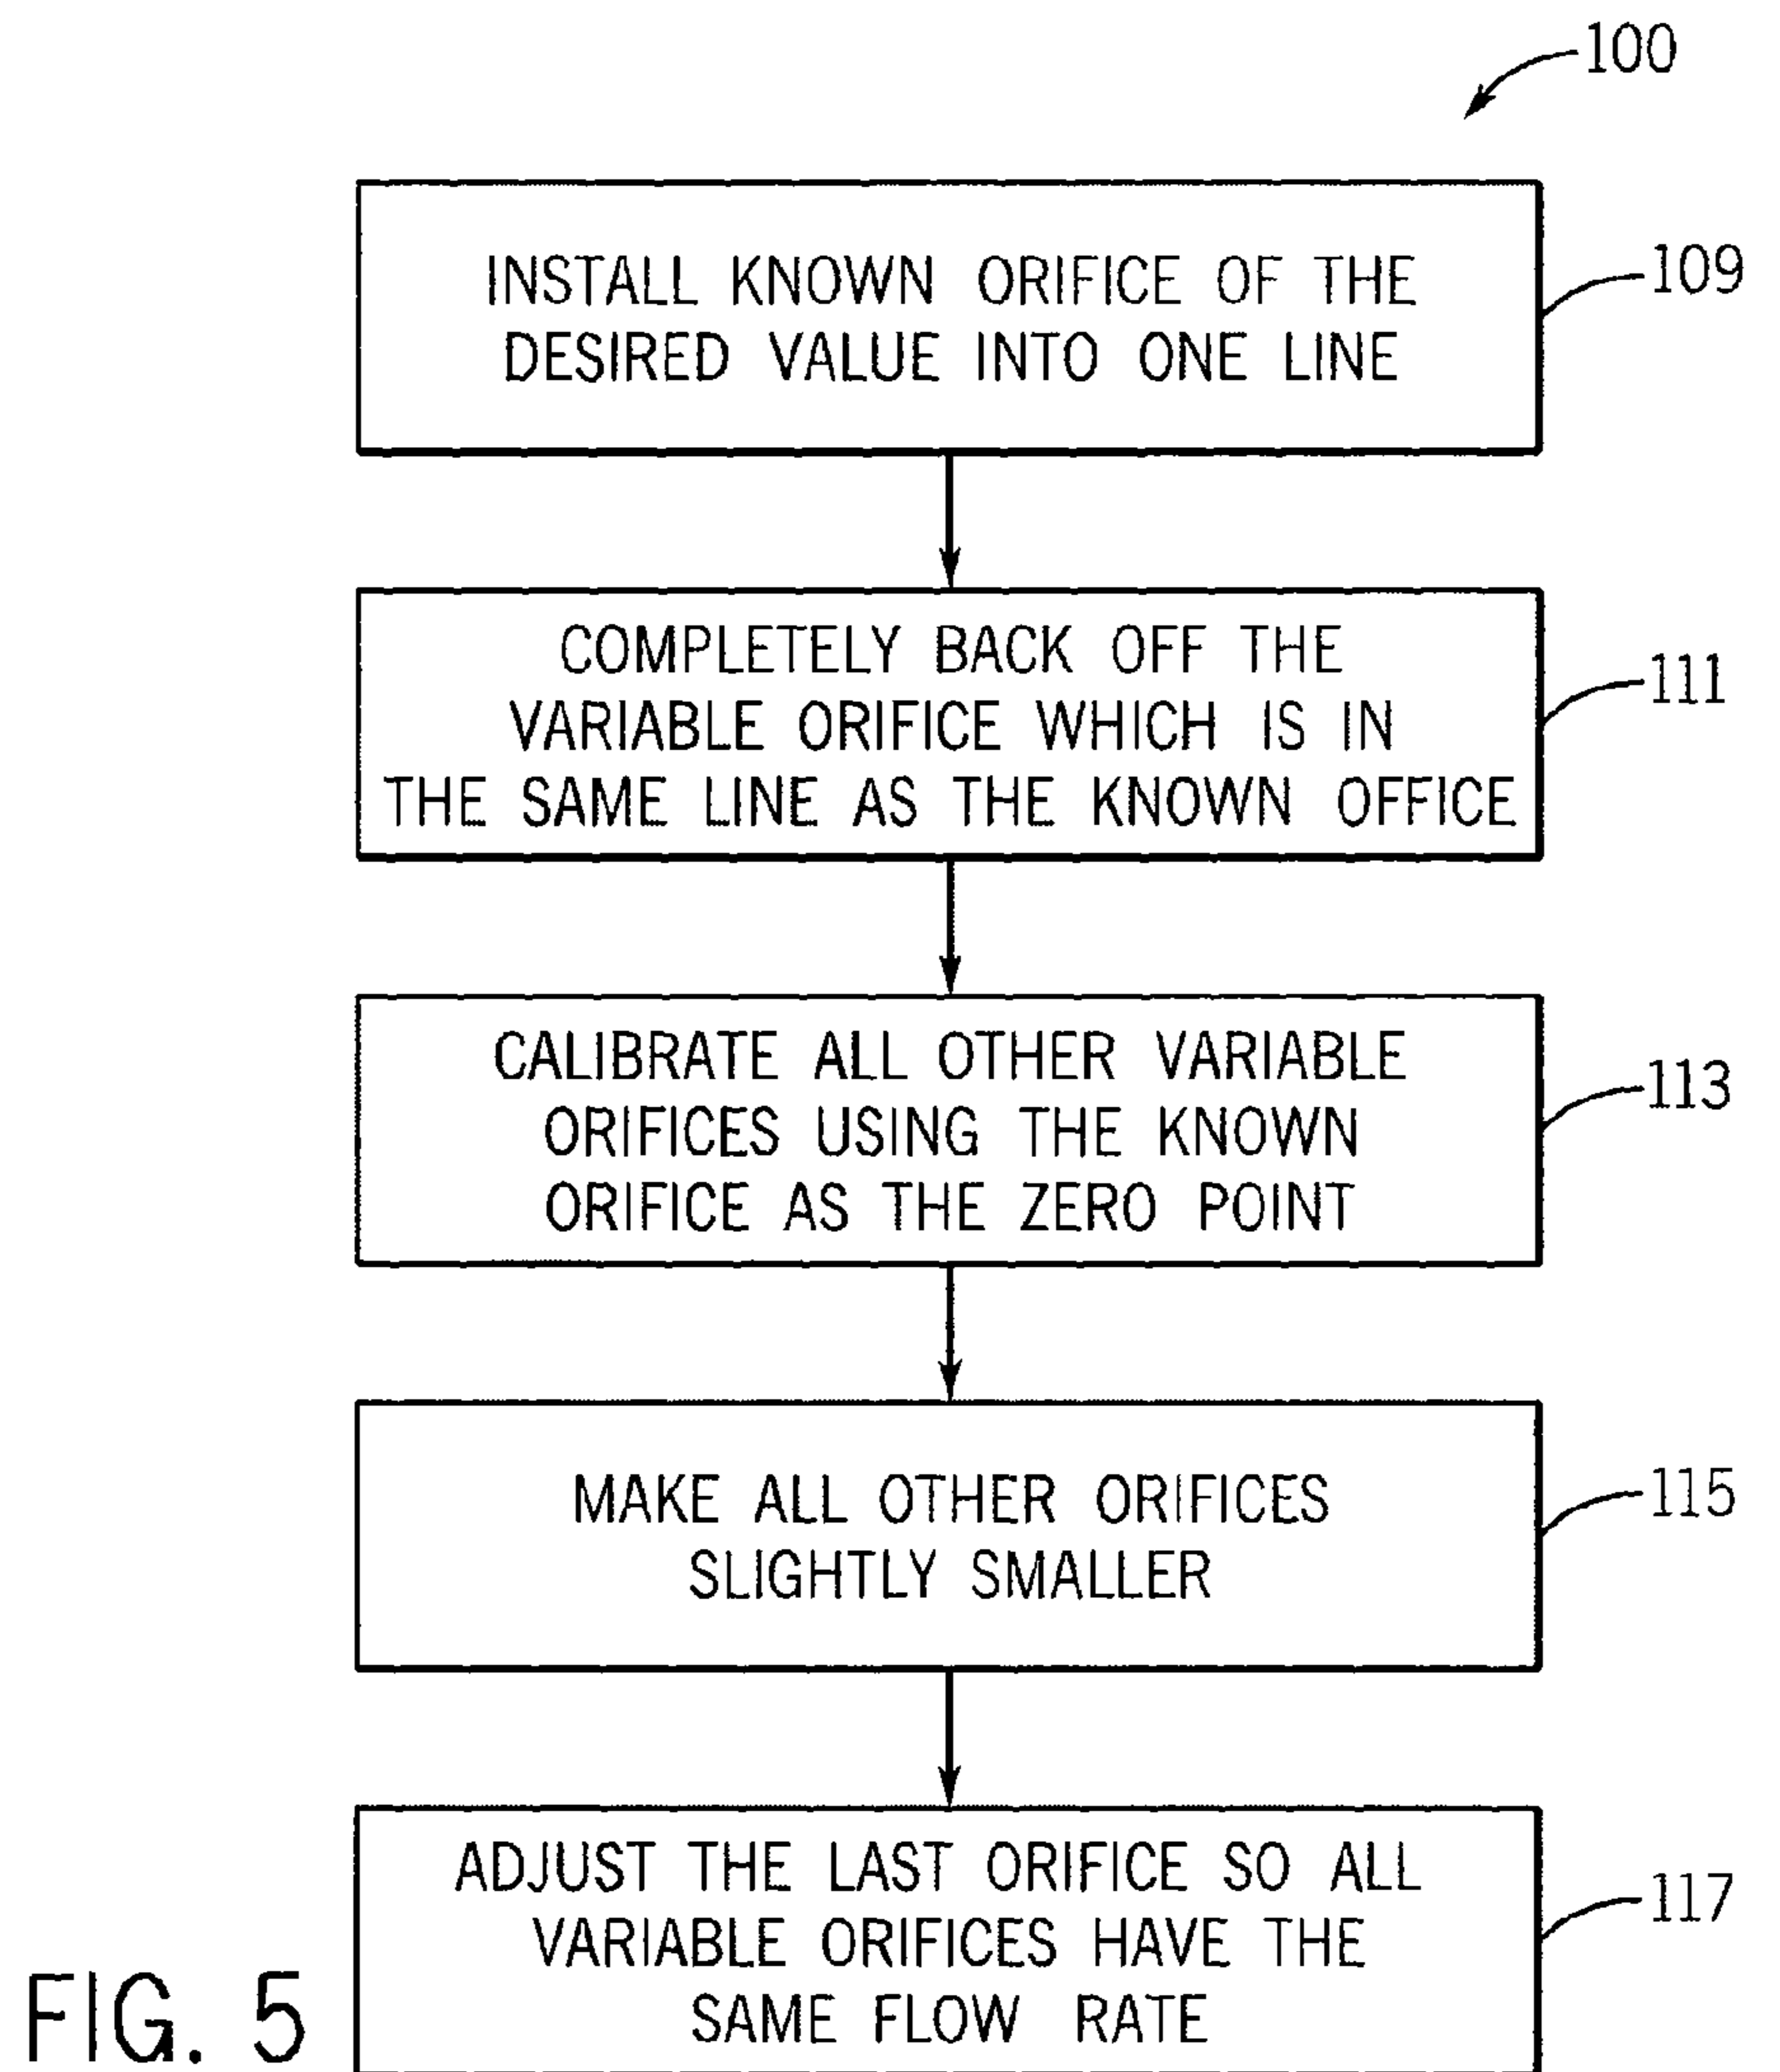 100
INSTALL KNOWN ORIFICE OF THE
DESIRED VALUE INTO ONE LINE
109
COMPLETELY BACK OFF THE
VARIABLE ORIFICE WHICH IS IN
THE SAME LINE AS THE KNOWN OFFICE
111
CALIBRATE ALL OTHER VARIABLE
ORIFICES USING THE KNOWN
ORIFICE AS THE ZERO POINT
113
MAKE ALL OTHER ORIFICES
SLIGHTLY SMALLER
115
ADJUST THE LAST ORIFICE SO ALL
VARIABLE ORIFICES HAVE THE
SAME FLOW RATE
117
FIG. 5